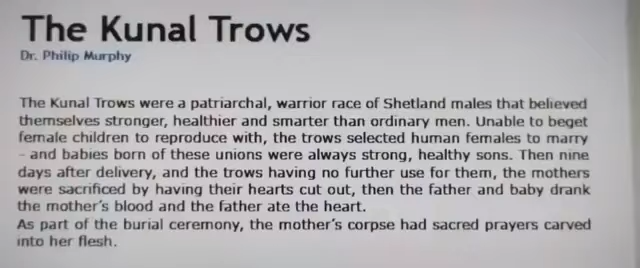 The Kunal Trows
Dr. Philip Murphy
The Kunal Trows were a patriarchal, warrior race of Shetland males that believed
themselves stronger, healthier and smarter than ordinary men. Unable to beget
female children to reproduce with, the trows selected human females to marry
- and babies born of these unions were always strong, healthy sons. Then nine
days after delivery, and the trows having no further use for them, the mothers
were sacrificed by having their hearts cut out, then the father and baby drank
the mother's blood and the father ate the heart.
As part of the burial ceremony, the mother's corpse had sacred prayers carved
into her flesh.